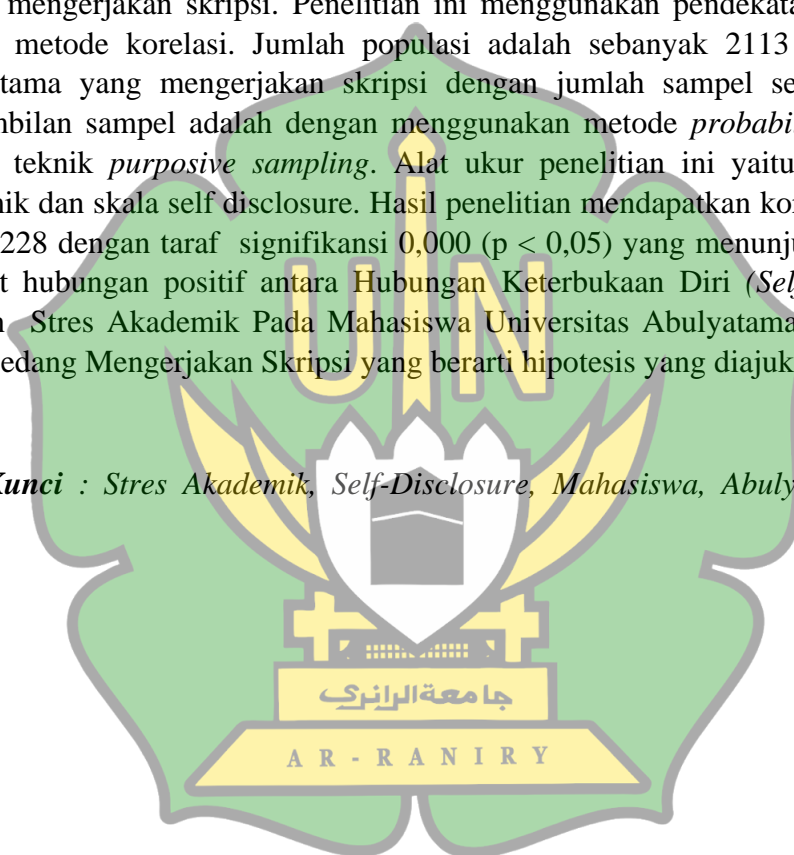 mengerjakan skripsi. Penelitian ini menggunakan pendekata
metode korelasi. Jumlah populasi adalah sebanyak 2113
tama yang mengerjakan skripsi dengan jumlah sampel se
mbilan sampel adalah dengan menggunakan metode probabi
teknik purposive sampling. Alat ukur penelitian ini yaitu
nik dan skala self disclosure. Hasil penelitian mendapatkan ko
228 dengan taraf signifikansi 0,000 (p < 0,05) yang menunju
t hubungan positif antara Hubungan Keterbukaan Diri (Sel
n Stres Akademik Pada Mahasiswa Universitas Abulyatama
edang Mengerjakan Skripsi yang berarti hipotesis yang diajuk
UIN
Kunci : Stres Akademik, Self-Disclosure, Mahasiswa, Abuly
جامعة الرانري
AR-RANIRY